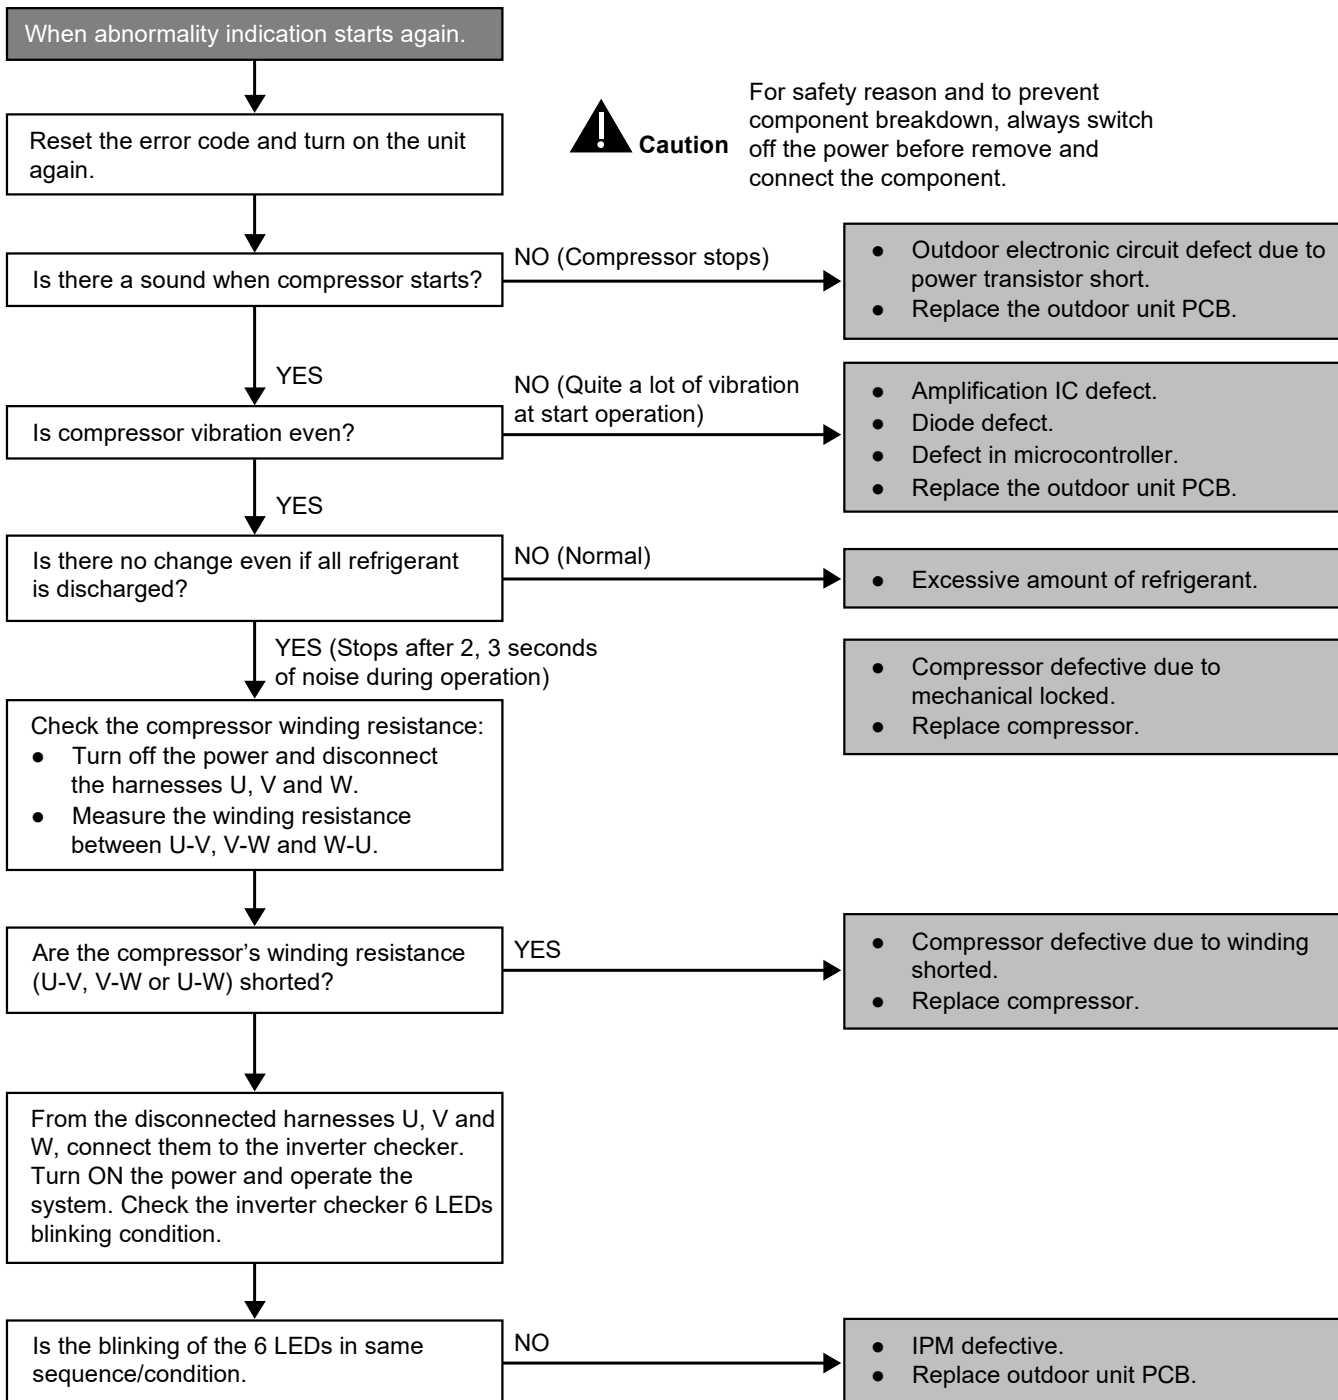 When abnormality indication starts again.
For safety reason and to prevent
component breakdown, always switch
off the power before remove and
connect the component.
Caution
Reset the error code and turn on the unit
again.
Is there a sound when compressor starts?
NO (Compressor stops)
● Outdoor electronic circuit defect due to
power transistor short.
● Replace the outdoor unit PCB.
YES
Is compressor vibration even?
NO (Quite a lot of vibration
at start operation)
● Amplification IC defect.
● Diode defect.
● Defect in microcontroller.
● Replace the outdoor unit PCB.
YES
Is there no change even if all refrigerant
is discharged?
NO (Normal)
● Excessive amount of refrigerant.
YES (Stops after 2, 3 seconds
of noise during operation)
● Compressor defective due to
mechanical locked.
● Replace compressor.
Check the compressor winding resistance:
● Turn off the power and disconnect
the harnesses U, V and W.
● Measure the winding resistance
between U-V, V-W and W-U.
Are the compressor’s winding resistance
(U-V, V-W or U-W) shorted?
YES
● Compressor defective due to winding
shorted.
● Replace compressor.
From the disconnected harnesses U, V and
W, connect them to the inverter checker.
Turn ON the power and operate the
system. Check the inverter checker 6 LEDs
blinking condition.
Is the blinking of the 6 LEDs in same
sequence/condition.
NO
● IPM defective.
● Replace outdoor unit PCB.